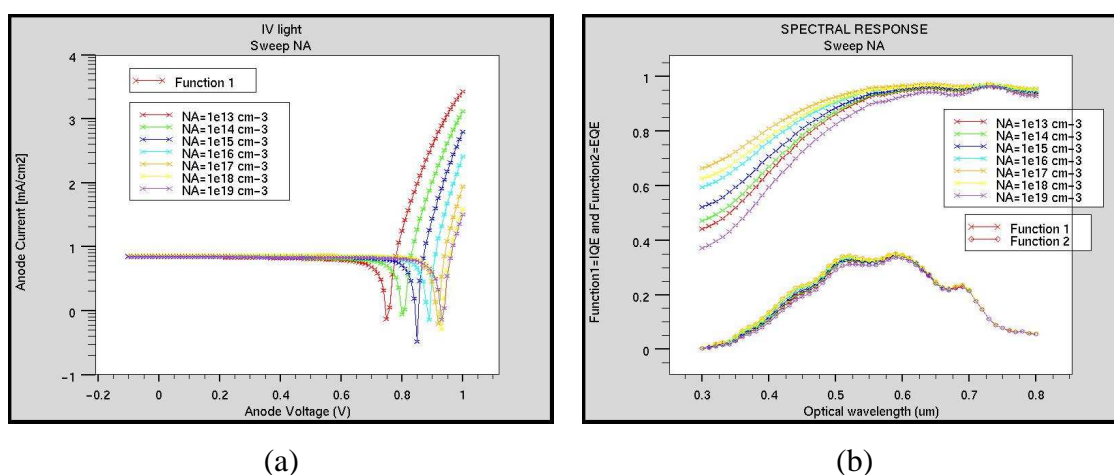 IV light
Sweep NA
Anode Current [mA/cm2]
4
3
2
1
0
−1
Function 1
NA=1e13 cm−3
NA=1e14 cm−3
NA=1e15 cm−3
NA=1e16 cm−3
NA=1e17 cm−3
NA=1e18 cm−3
NA=1e19 cm−3
−0.2 0 0.2 0.4 0.6 0.8 1
Anode Voltage (V)
(a)
SPECTRAL RESPONSE
Sweep NA
Function1=IQE and Function2=EQE
1
0.8
0.6
0.4
0.2
0
NA=1e13 cm−3
NA=1e14 cm−3
NA=1e15 cm−3
NA=1e16 cm−3
NA=1e17 cm−3
NA=1e18 cm−3
NA=1e19 cm−3
Function 1
Function 2
0.3 0.4 0.5 0.6 0.7 0.8
Optical wavelength (um)
(b)